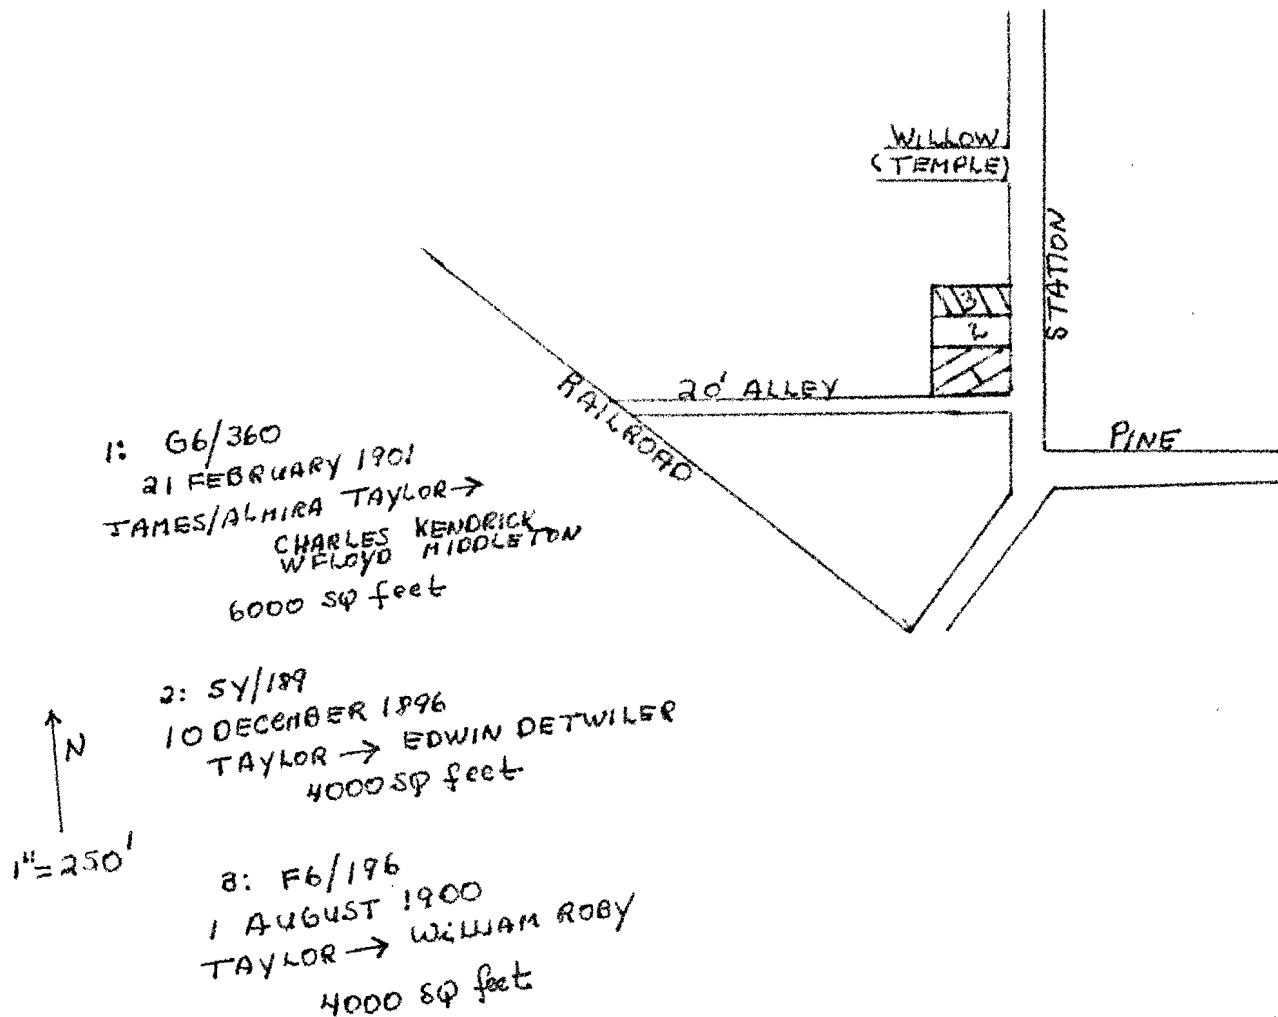 WILLOW
(TEMPLE)
STATION
3
2
1
20' ALLEY
RAILROAD
PINE
1: G6/360
21 FEBRUARY 1901
JAMES/ALMIRA TAYLOR →
CHARLES KENDRICK
W FLOYD MIDDLETON
6000 SQ feet
2: 5Y/189
10 DECEMBER 1896
TAYLOR → EDWIN DETWILER
4000 SQ feet
N
1"=250'
3: F6/196
1 AUGUST 1900
TAYLOR → WILLIAM ROBY
4000 SQ feet